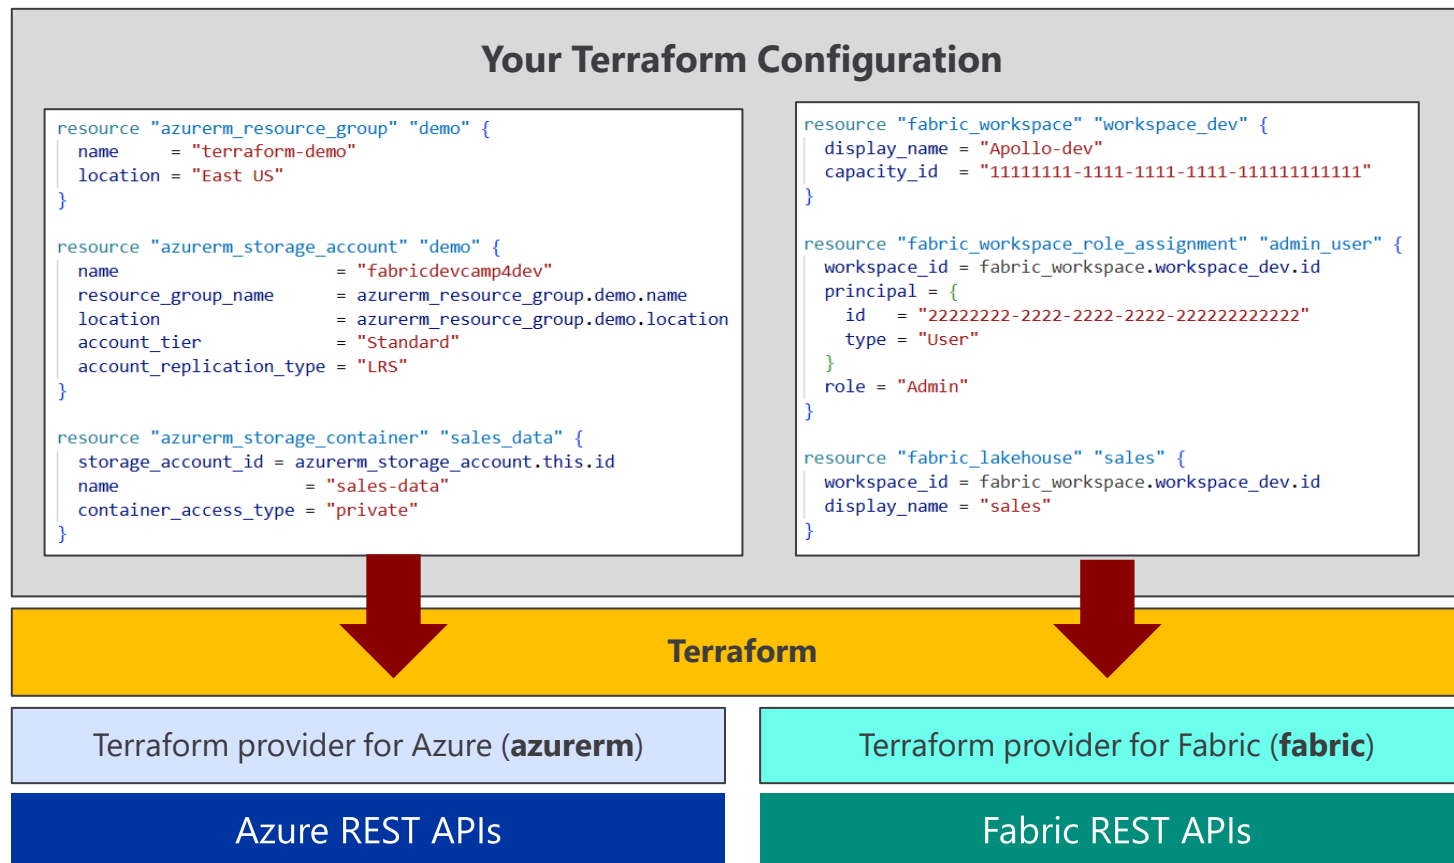 Your Terraform Configuration
resource "azurerm_resource_group" "demo" {
  name     = "terraform-demo"
  location = "East US"
}
resource "azurerm_storage_account" "demo" {
  name                     = "fabricdevcamp4dev"
  resource_group_name      = azurerm_resource_group.demo.name
  location                 = azurerm_resource_group.demo.location
  account_tier             = "Standard"
  account_replication_type = "LRS"
}
resource "azurerm_storage_container" "sales_data" {
  storage_account_id = azurerm_storage_account.this.id
  name                  = "sales-data"
  container_access_type = "private"
}
resource "fabric_workspace" "workspace_dev" {
  display_name = "Apollo-dev"
  capacity_id  = "11111111-1111-1111-1111-111111111111"
}
resource "fabric_workspace_role_assignment" "admin_user" {
  workspace_id = fabric_workspace.workspace_dev.id
  principal = {
    id   = "22222222-2222-2222-2222-222222222222"
    type = "User"
  }
  role = "Admin"
}
resource "fabric_lakehouse" "sales" {
  workspace_id = fabric_workspace.workspace_dev.id
  display_name = "sales"
}
Terraform
Terraform provider for Azure (azurerm)
Terraform provider for Fabric (fabric)
Azure REST APIs
Fabric REST APIs